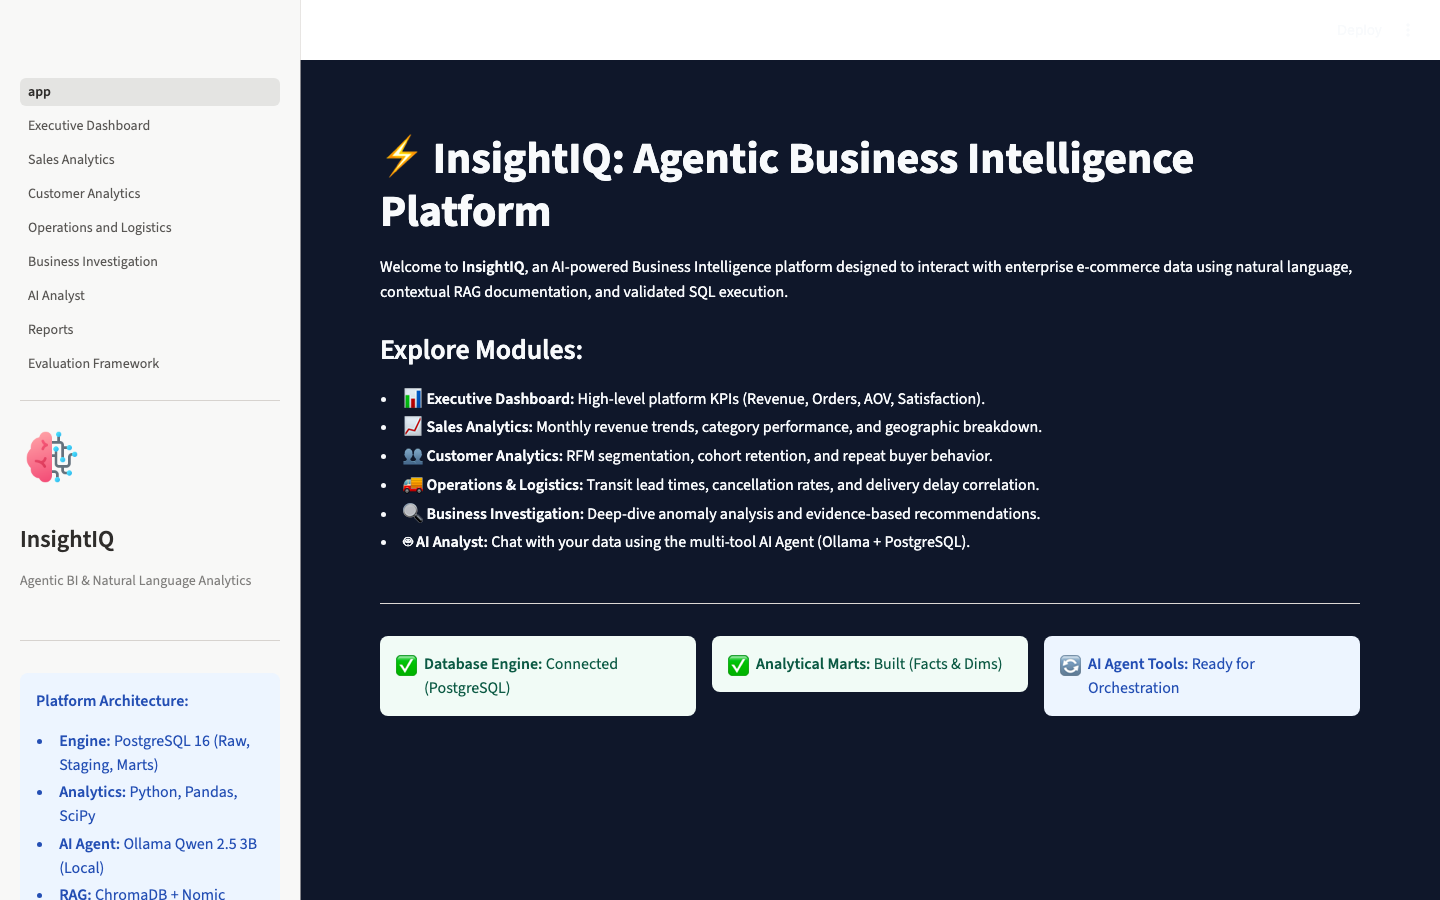 Deploy
app
Executive Dashboard
Sales Analytics
Customer Analytics
Operations and Logistics
Business Investigation
AI Analyst
Reports
Evaluation Framework
InsightIQ
Agentic BI & Natural Language Analytics
Platform Architecture:
• Engine: PostgreSQL 16 (Raw,
Staging, Marts)
• Analytics: Python, Pandas,
SciPy
• AI Agent: Ollama Qwen 2.5 3B
(Local)
• RAG: ChromaDB + Nomic
⚡ InsightIQ: Agentic Business Intelligence
Platform
Welcome to InsightIQ, an AI-powered Business Intelligence platform designed to interact with enterprise e-commerce data using natural language,
contextual RAG documentation, and validated SQL execution.
Explore Modules:
• 📊 Executive Dashboard: High-level platform KPIs (Revenue, Orders, AOV, Satisfaction).
• 📈 Sales Analytics: Monthly revenue trends, category performance, and geographic breakdown.
• 👥 Customer Analytics: RFM segmentation, cohort retention, and repeat buyer behavior.
• 🚚 Operations & Logistics: Transit lead times, cancellation rates, and delivery delay correlation.
• 🔍 Business Investigation: Deep-dive anomaly analysis and evidence-based recommendations.
• AI Analyst: Chat with your data using the multi-tool AI Agent (Ollama + PostgreSQL).
✅ Database Engine: Connected
(PostgreSQL)
✅ Analytical Marts: Built (Facts & Dims)
🔄 AI Agent Tools: Ready for
Orchestration